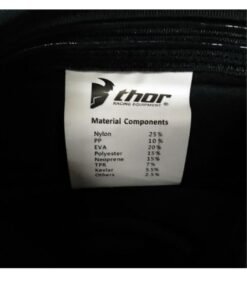 thor
RACING EQUIPMENT ®
Material Components
Nylon 25%
PP 10%
EVA 20%
Polyester 15%
Neoprene 15%
TPR 7%
Kevlar 5.5%
Others 2.5%